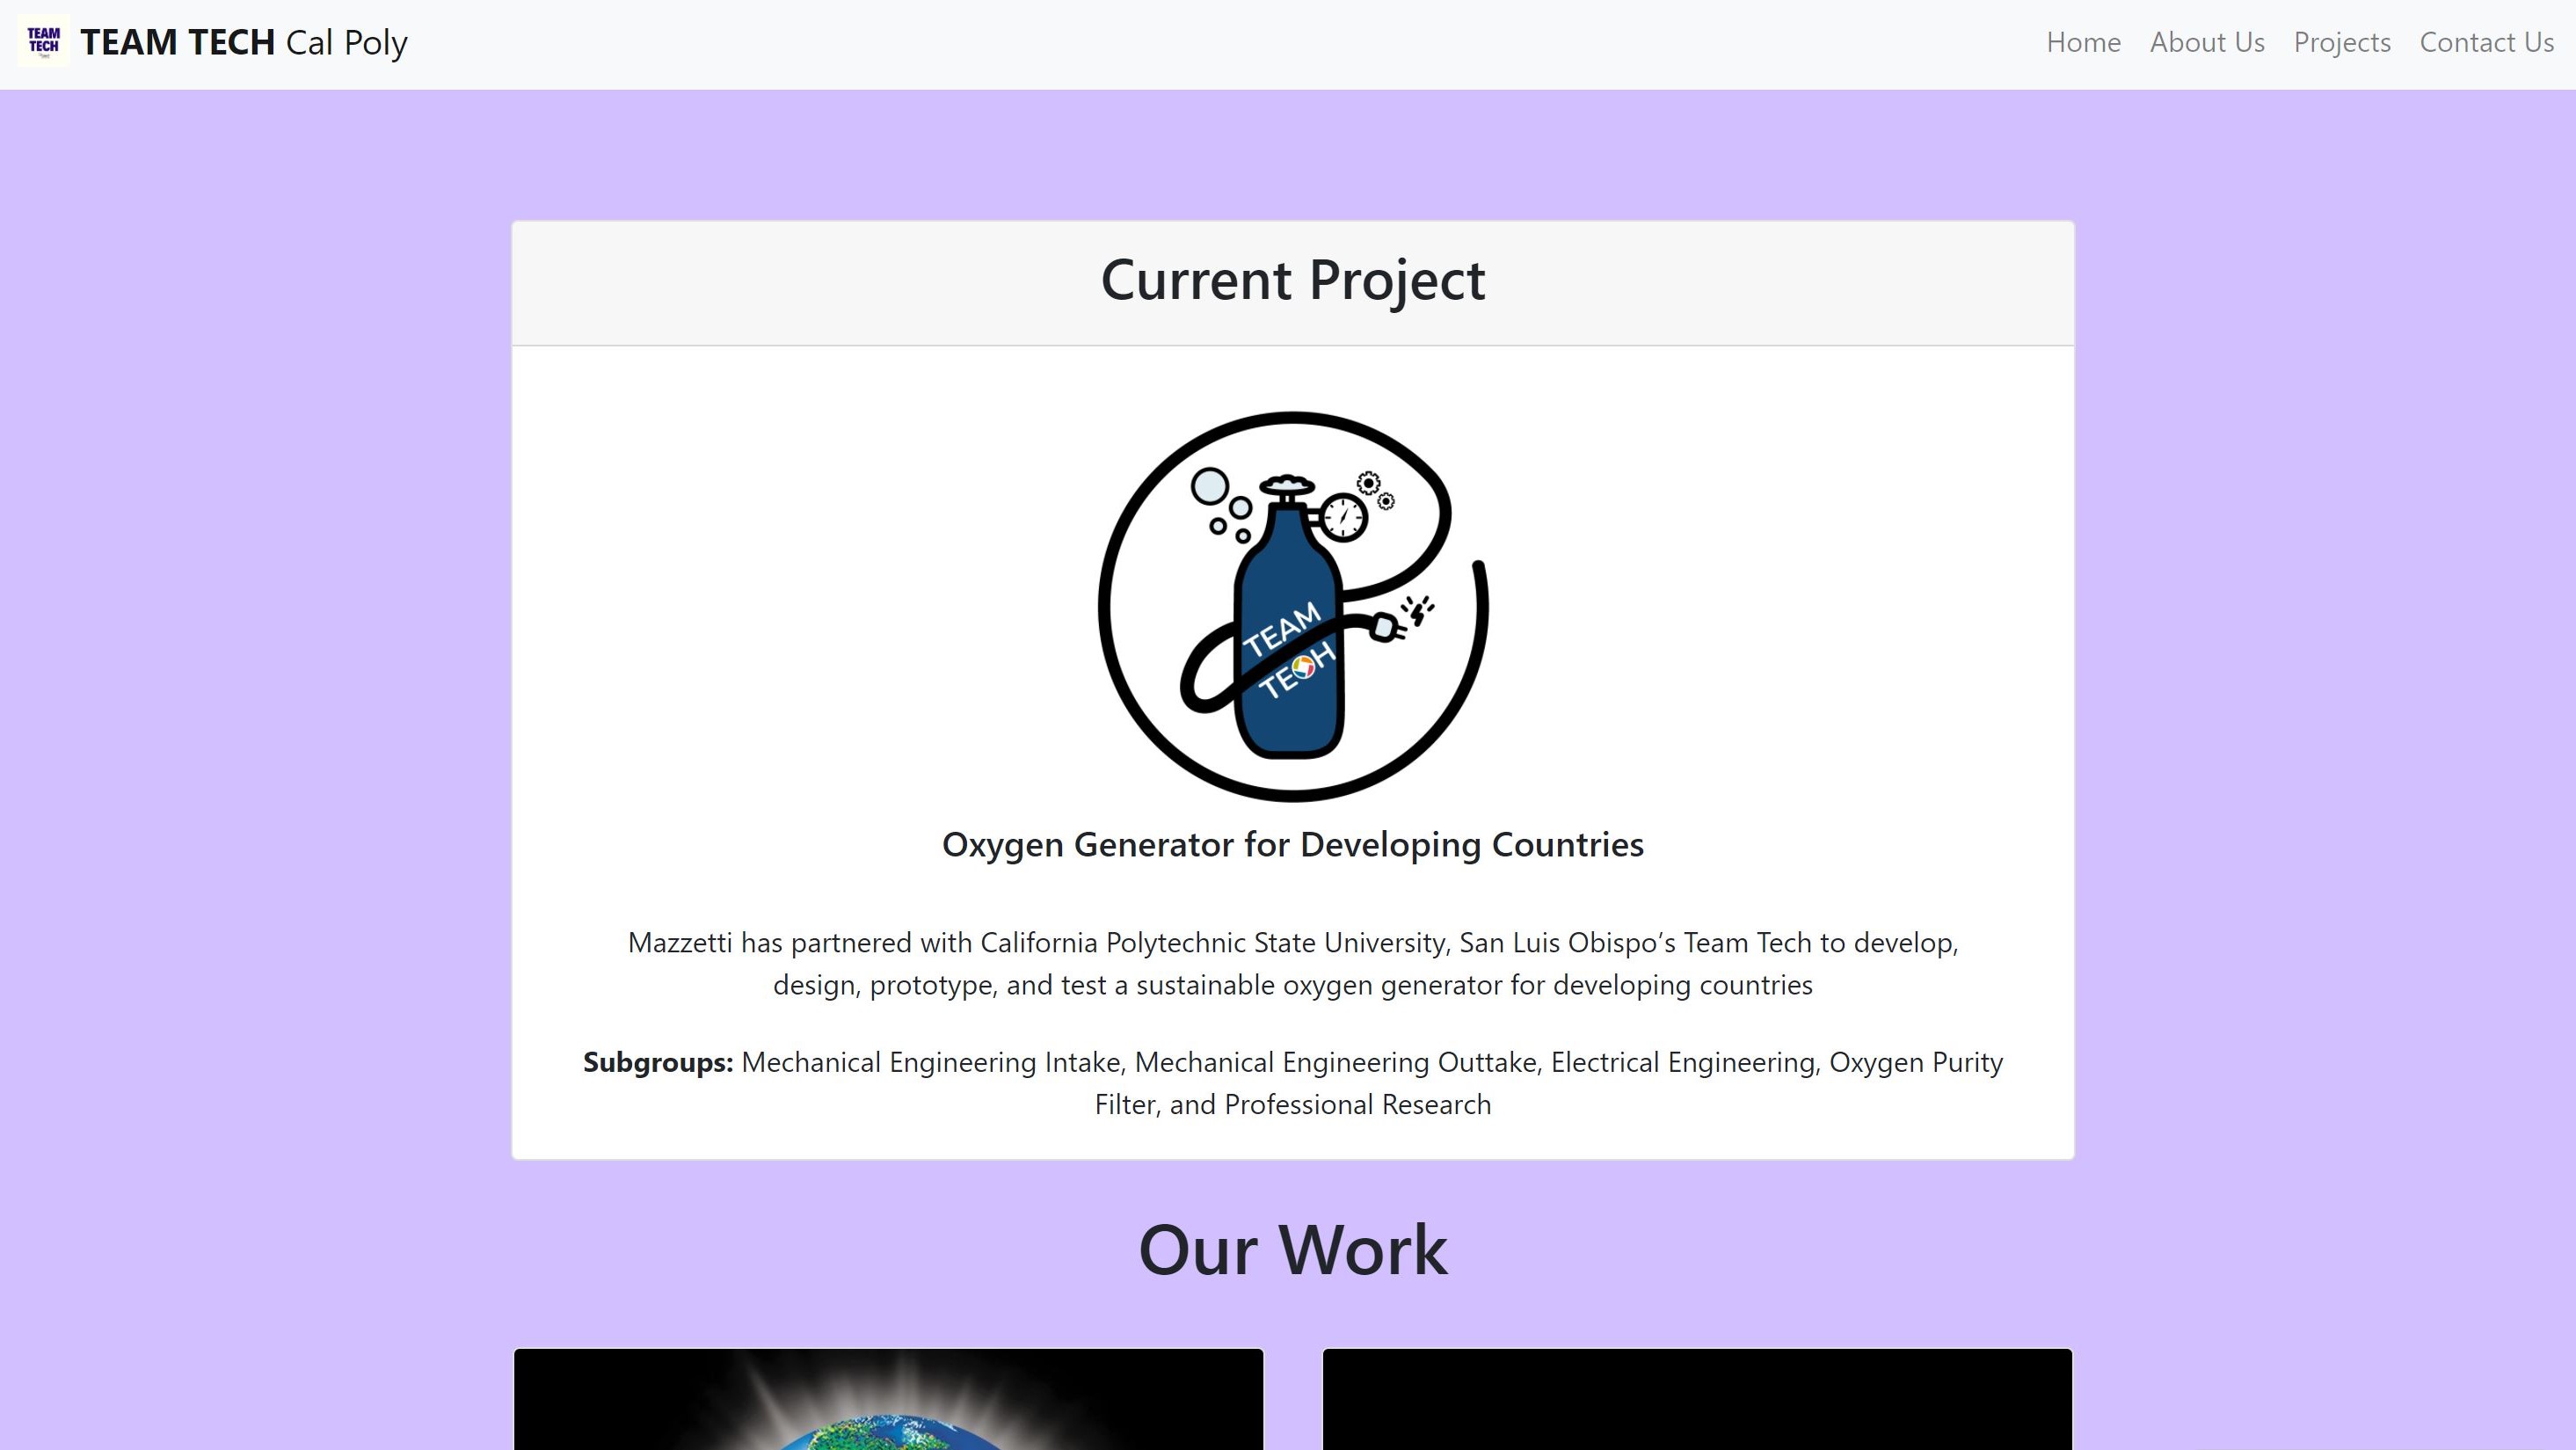 TEAM
TECH
TEAM TECH Cal Poly
Home
About Us
Projects
Contact Us
Current Project
TEAM
TECH
Oxygen Generator for Developing Countries
Mazzetti has partnered with California Polytechnic State University, San Luis Obispo’s Team Tech to develop,
design, prototype, and test a sustainable oxygen generator for developing countries
Subgroups: Mechanical Engineering Intake, Mechanical Engineering Outtake, Electrical Engineering, Oxygen Purity
Filter, and Professional Research
Our Work